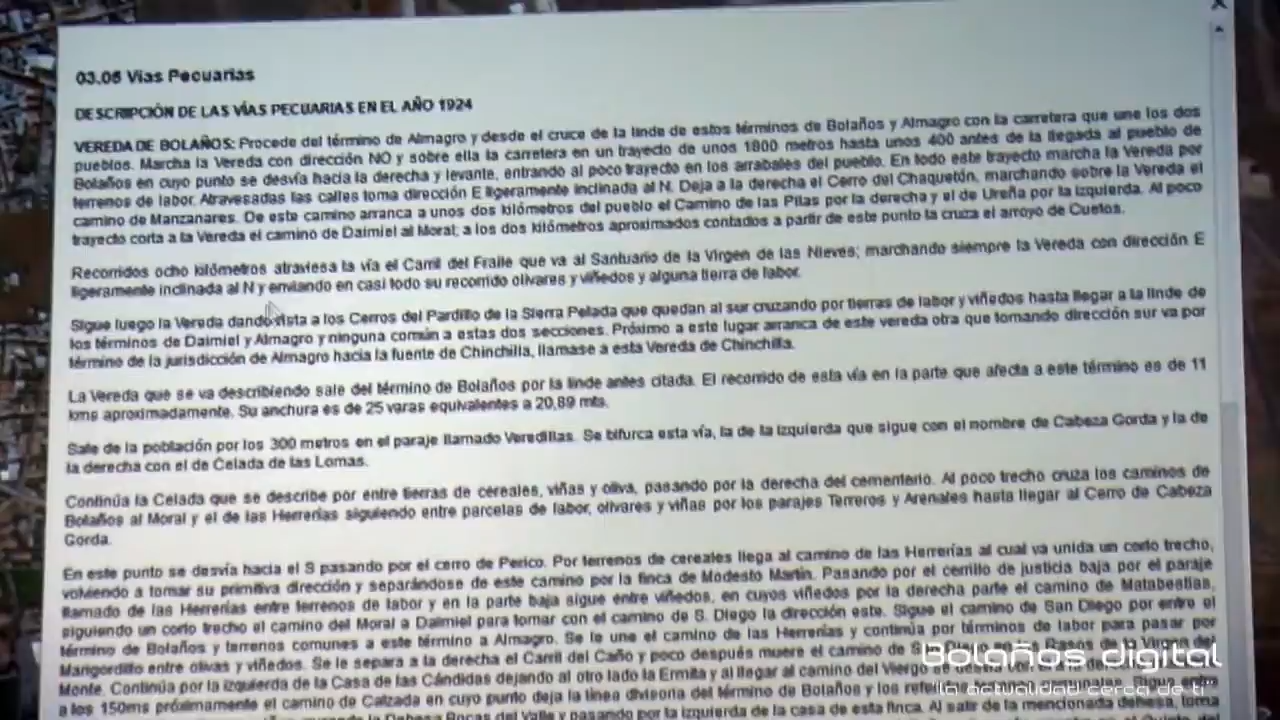 03.05 Vías Pecuarias
DESCRIPCIÓN DE LAS VÍAS PECUARIAS EN EL AÑO 1924
VEREDA DE BOLAÑOS: Procede del término de Almagro y desde el cruce de la linde de estos términos de Bolaños y Almagro con la carretera que une los dos
pueblos. Marcha la Vereda con dirección NO y sobre ella la carretera en un trayecto de unos 1800 metros hasta unos 400 antes de la llegada al pueblo de
Bolaños en cuyo punto se desvía hacia la derecha y levante, entrando al poco trayecto en los arrabales del pueblo. En todo este trayecto marcha la Vereda por
terrenos de labor. Atravesadas las calles toma dirección E ligeramente inclinada al N. Deja a la derecha el Cerro del Chaquetón, marchando sobre la Vereda el
camino de Manzanares. De este camino arranca a unos dos kilómetros del pueblo el Camino de las Pilas por la derecha y el de Ureña por la izquierda. Al poco
trayecto corta a la Vereda el camino de Daimiel al Moral; a los dos kilómetros aproximados contados a partir de este punto la cruza el arroyo de Cuetos.
Recorridos ocho kilómetros atraviesa la vía el Carril del Fraile que va al Santuario de la Virgen de las Nieves; marchando siempre la Vereda con dirección E
ligeramente inclinada al N y enviando en casi todo su recorrido olivares y viñedos y alguna tierra de labor.
Sigue luego la Vereda dando vista a los Cerros del Pardillo de la Sierra Pelada que quedan al sur cruzando por tierras de labor y viñedos hasta llegar a la linde de
los términos de Daimiel y Almagro y ninguna común a estas dos secciones. Próximo a este lugar arranca de este vereda otra que tomando dirección sur va por
término de la jurisdicción de Almagro hacia la fuente de Chinchilla, llamase a esta Vereda de Chinchilla.
La Vereda que se va describiendo sale del término de Bolaños por la linde antes citada. El recorrido de esta vía en la parte que afecta a este término es de 11
kms aproximadamente. Su anchura es de 25 varas equivalentes a 20,89 mts.
Sale de la población por los 300 metros en el paraje llamado Veredillas. Se bifurca esta vía, la de la izquierda que sigue con el nombre de Cabeza Gorda y la de
la derecha con el de Celada de las Lomas.
Continúa la Celada que se describe por entre tierras de cereales, viñas y oliva, pasando por la derecha del cementerio. Al poco trecho cruza los caminos de
Bolaños al Moral y el de las Herrerías siguiendo entre parcelas de labor, olivares y viñas por los parajes Terreros y Arenales hasta llegar al Cerro de Cabeza
Gorda.
En este punto se desvía hacia el S pasando por el cerro de Perico. Por terrenos de cereales llega al camino de las Herrerías al cual va unida un corto trecho,
volviendo a tomar su primitiva dirección y separándose de este camino por la finca de Modesto Martín. Pasando por el cerrillo de justicia baja por el paraje
llamado de las Herrerías entre terrenos de labor y en la parte baja sigue entre viñedos, en cuyos viñedos por la derecha parte el camino de Matabestias,
siguiendo un corto trecho el camino del Moral a Daimiel para tomar con el camino de S. Diego la dirección este. Sigue el camino de San Diego por entre el
término de Bolaños y terrenos comunes a este término a Almagro. Se le une el camino de las Herrerías y continúa por términos de labor para pasar por
Mangordillo entre olivas y viñedos. Se le separa a la derecha el Carril del Caño y poco después muere el camino de S de la Virgen del
Monte. Continúa por la izquierda de la Casa de las Cándidas dejando al otro lado la Ermita y al llegar al camino del
a los 150ms próximamente el camino de Calzada en cuyo punto deja la línea divisoria del término de Bolaños y los
Dehesa Rocas del Valle y pasando por la izquierda de la casa de esta finca. Al salir de la mencionada dehesa, toma
Bolaños digital
"la actualidad cerca de ti"